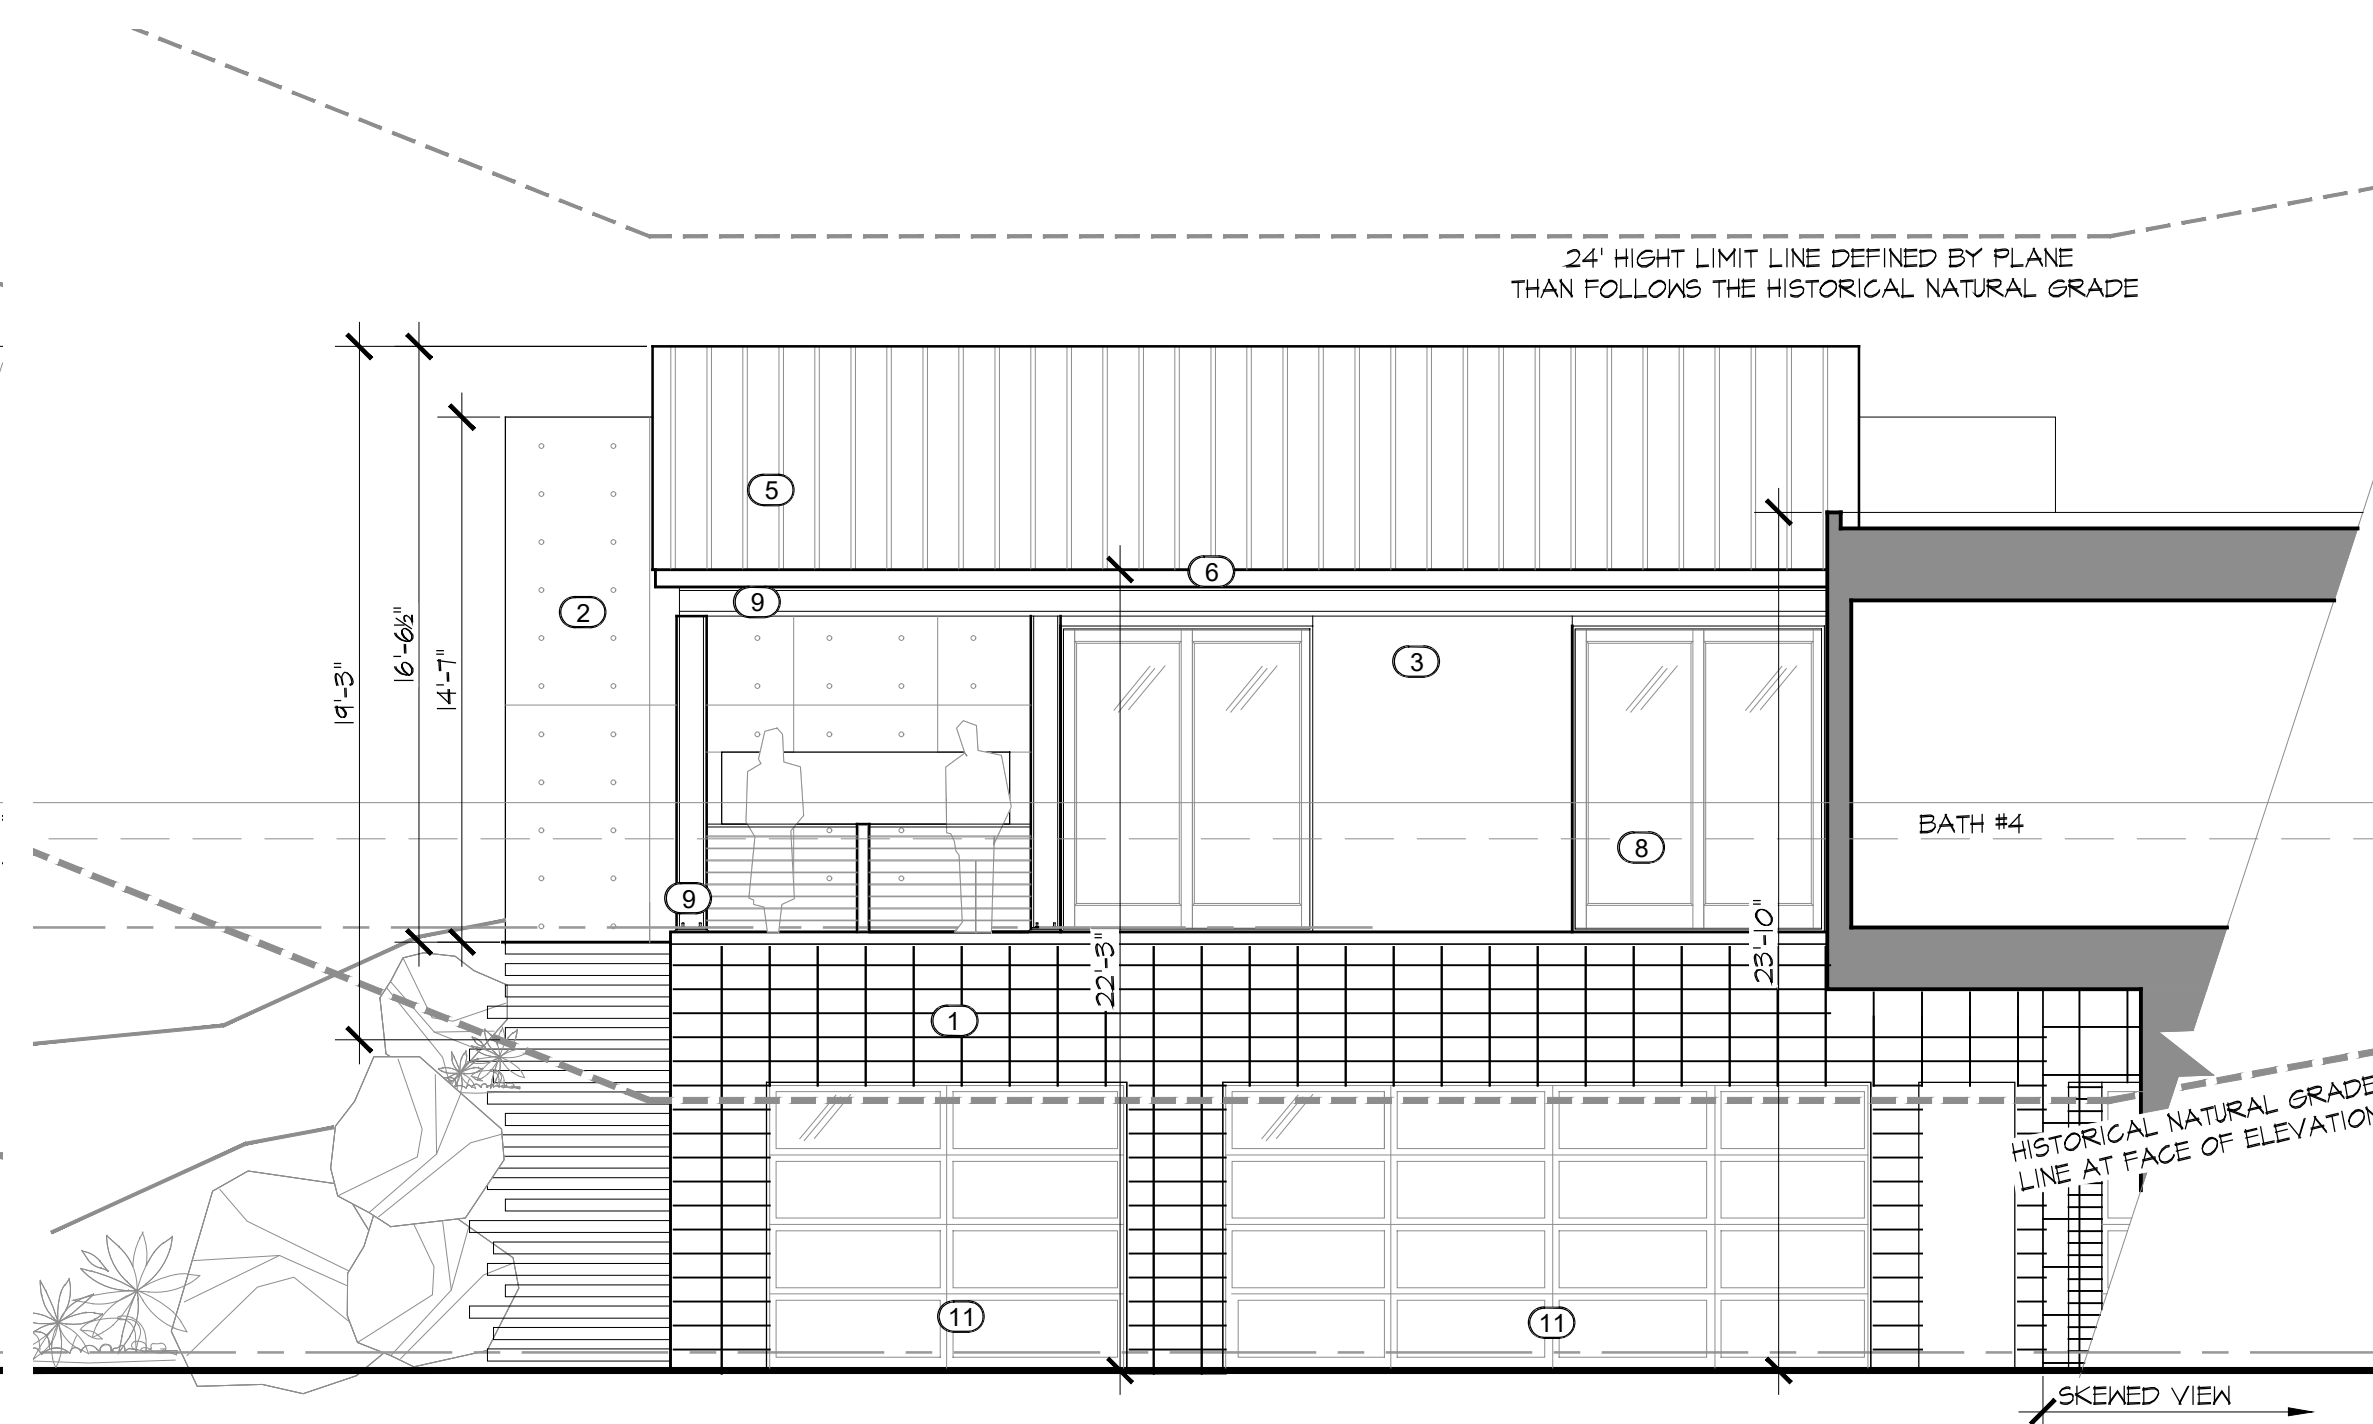 24' HIGHT LIMIT LINE DEFINED BY PLANE
THAN FOLLOWS THE HISTORICAL NATURAL GRADE
5
6
9
2
3
19'-3"
16'-6½"
14'-7"
BATH #4
8
9
23'-10"
22'-3"
1
HISTORICAL NATURAL GRADE
LINE AT FACE OF ELEVATION
11
11
SKEWED VIEW